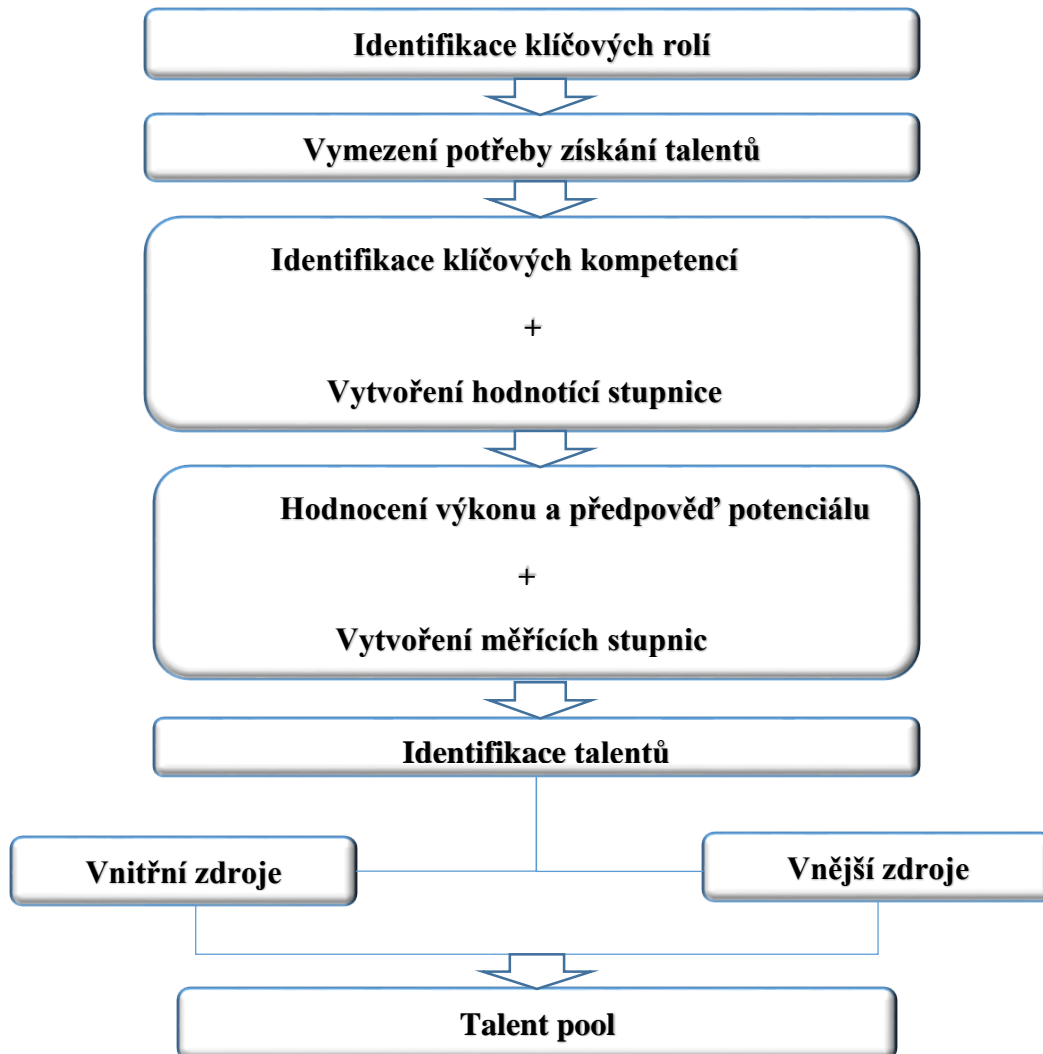 Identifikace klíčových rolí
Vymezení potřeby získání talentů
Identifikace klíčových kompetencí
+
Vytvoření hodnotící stupnice
Hodnocení výkonu a předpověď potenciálu
+
Vytvoření měřících stupnic
Identifikace talentů
Vnitřní zdroje
Vnější zdroje
Talent pool